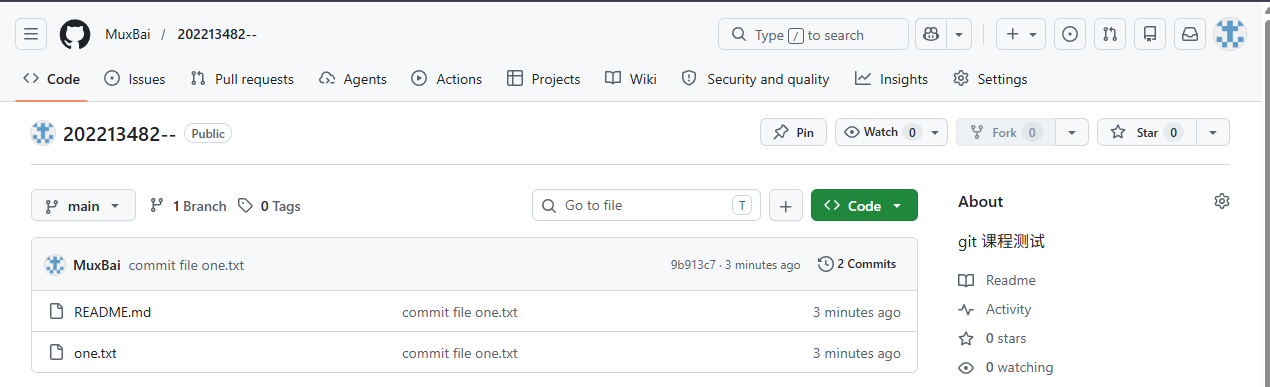 MuxBai / 202213482--
Type / to search
Code Issues Pull requests Agents Actions Projects Wiki Security and quality Insights Settings
202213482-- Public
Pin Watch 0 Fork 0 Star 0
main 1 Branch 0 Tags
Go to file T
Code
About
git 课程测试
MuxBai commit file one.txt 9b913c7 · 3 minutes ago 2 Commits
README.md commit file one.txt 3 minutes ago
one.txt commit file one.txt 3 minutes ago
Readme
Activity
0 stars
0 watching